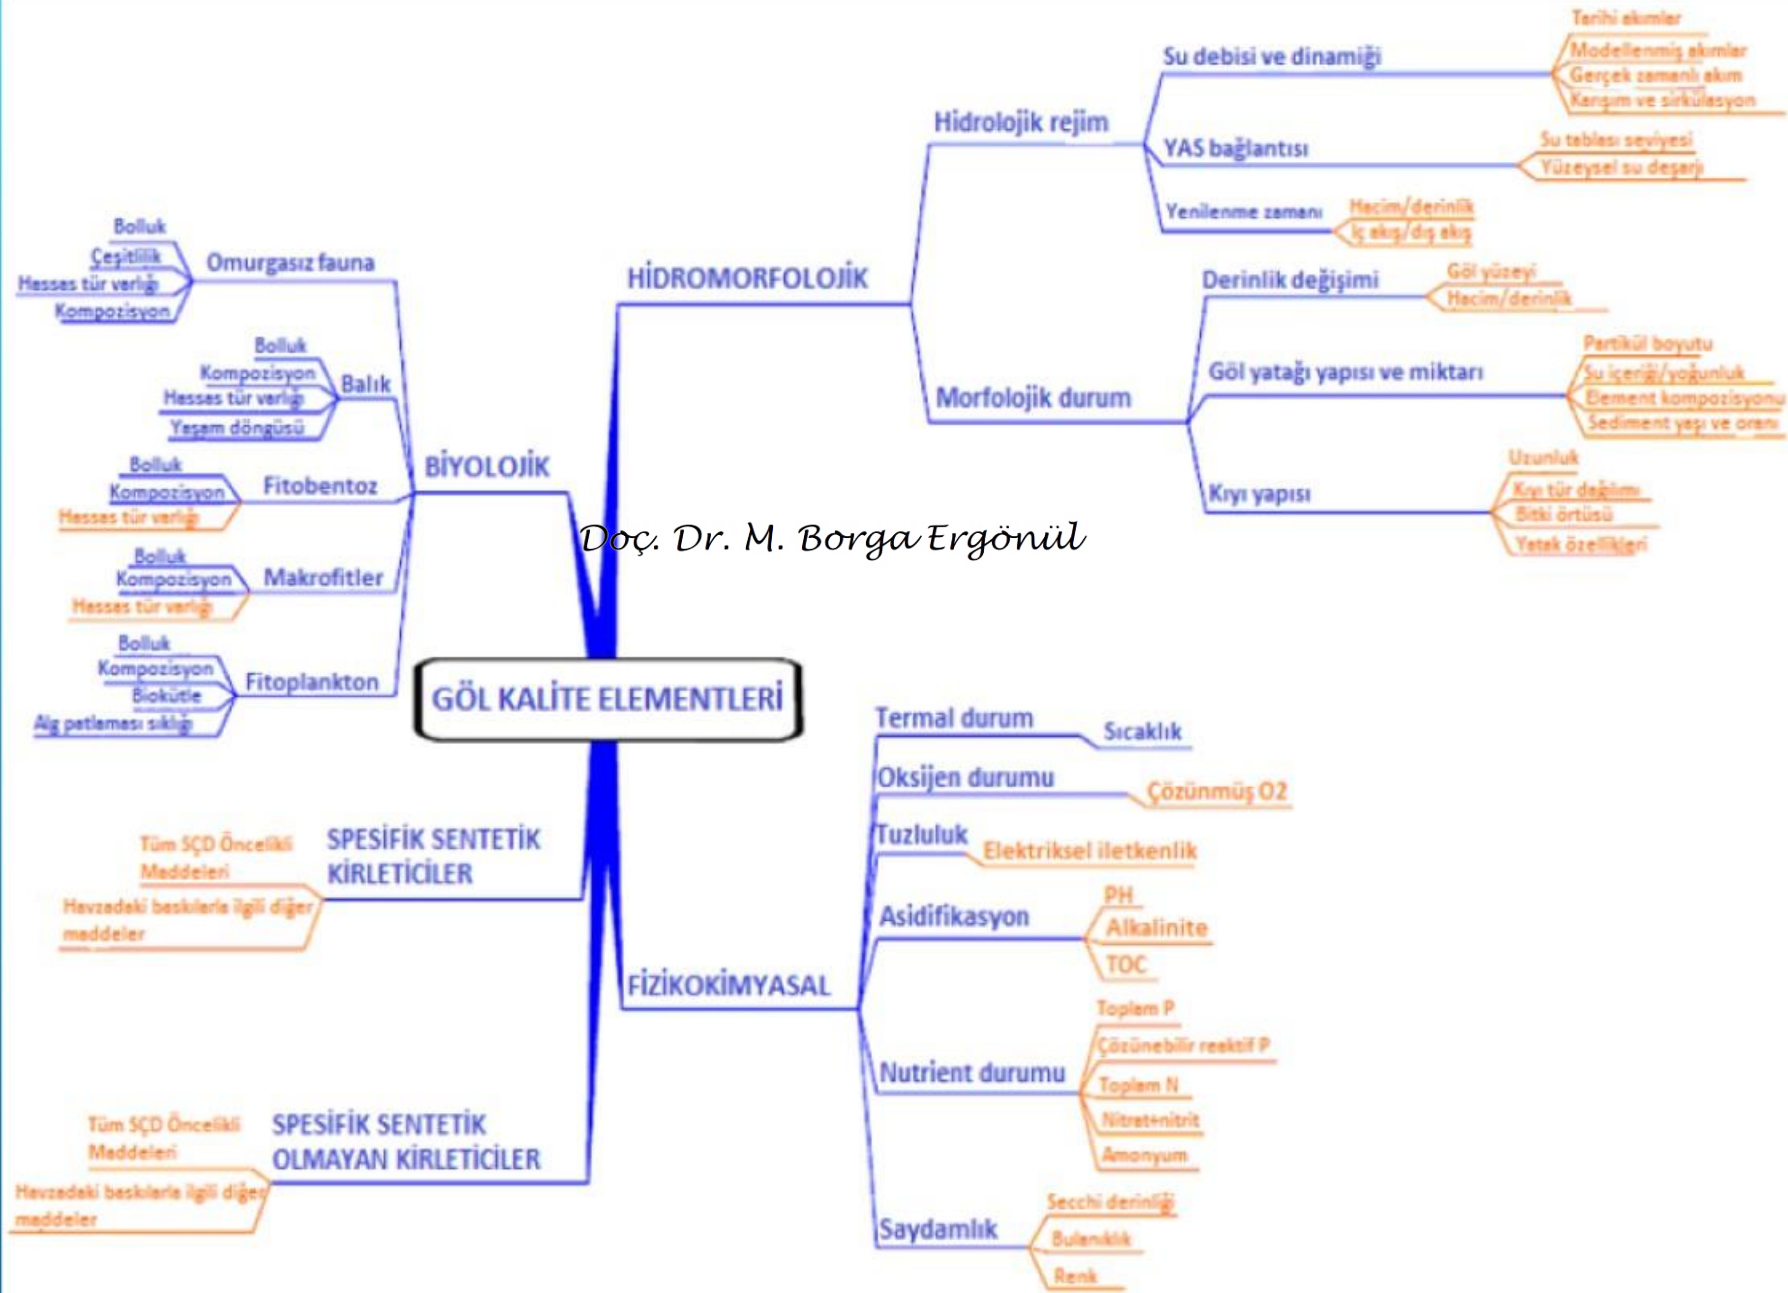 GÖL KALİTE ELEMENTLERİ
Doç. Dr. M. Borga Ergönül
HİDROMORFOLOJİK
Hidrolojik rejim
Su debisi ve dinamiği
Tarihi akımlar
Modellenmiş akımlar
Gerçek zamanlı akım
Karışım ve sirkülasyon
YAS bağlantısı
Su tablası seviyesi
Yüzeysel su deşarjı
Yenilenme zamanı
Hacim/derinlik
İç akış/dış akış
Morfolojik durum
Derinlik değişimi
Göl yüzeyi
Hacim/derinlik
Göl yatağı yapısı ve miktarı
Partikül boyutu
Su içeriği/yoğunluk
Element kompozisyonu
Sediment yaşı ve oranı
Kıyı yapısı
Uzunluk
Kıyı tür dağılımı
Bitki örtüsü
Yatak özellikleri
BİYOLOJİK
Omurgasız fauna
Bolluk
Çeşitlilik
Hassas tür varlığı
Kompozisyon
Balık
Bolluk
Kompozisyon
Hassas tür varlığı
Yaşam döngüsü
Fitobentoz
Bolluk
Kompozisyon
Hassas tür varlığı
Makrofitler
Bolluk
Kompozisyon
Hassas tür varlığı
Fitoplankton
Bolluk
Kompozisyon
Biokütle
Alg patlaması sıklığı
SPESİFİK SENTETİK
KİRLETİCİLER
Tüm SÇD Öncelikli
Maddeleri
Havzadaki baskılarla ilgili diğer
maddeler
SPESİFİK SENTETİK
OLMAYAN KİRLETİCİLER
Tüm SÇD Öncelikli
Maddeleri
Havzadaki baskılarla ilgili diğer
maddeler
FİZİKOKİMYASAL
Termal durum
Sıcaklık
Oksijen durumu
Çözünmüş O2
Tuzluluk
Elektriksel iletkenlik
Asidifikasyon
PH
Alkalinite
TOC
Nutrient durumu
Toplam P
Çözünebilir reaktif P
Toplam N
Nitrat+nitrit
Amonyum
Saydamlık
Secchi derinliği
Bulanıklık
Renk